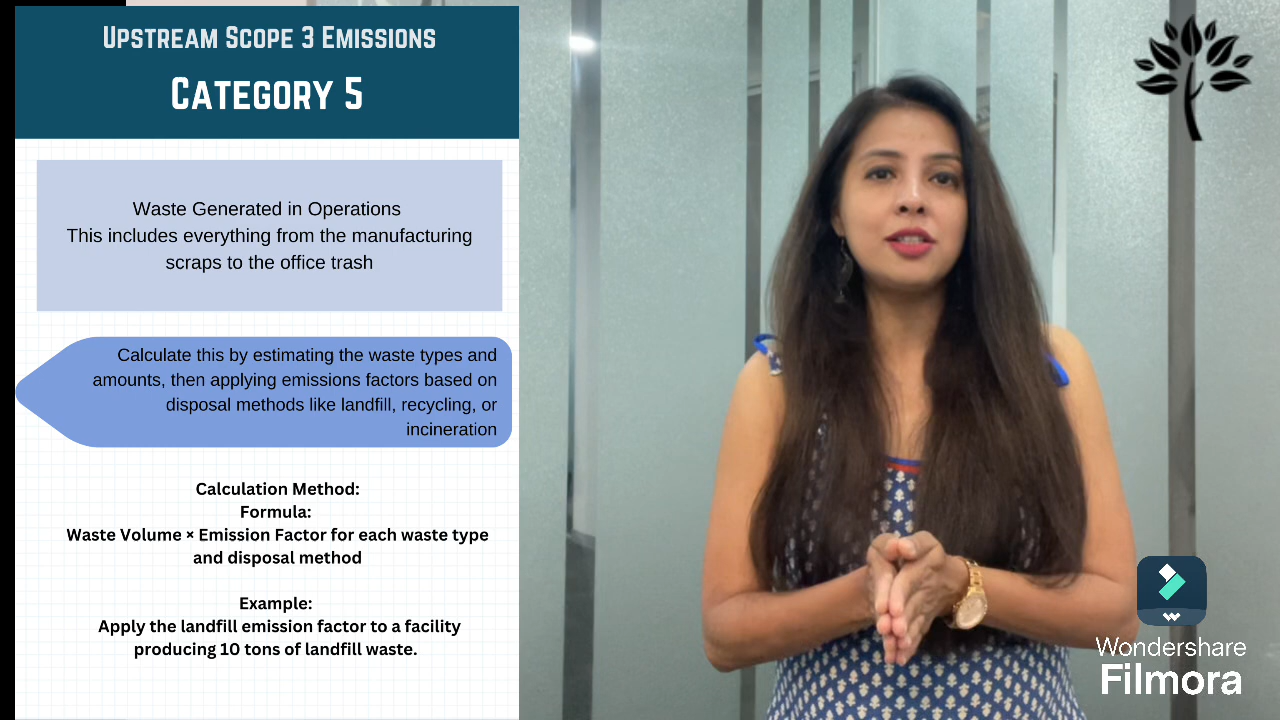 Upstream Scope 3 Emissions
Category 5
Waste Generated in Operations
This includes everything from the manufacturing
scraps to the office trash
Calculate this by estimating the waste types and
amounts, then applying emissions factors based on
disposal methods like landfill, recycling, or
incineration
Calculation Method:
Formula:
Waste Volume × Emission Factor for each waste type
and disposal method
Example:
Apply the landfill emission factor to a facility
producing 10 tons of landfill waste.
Wondershare
Filmora